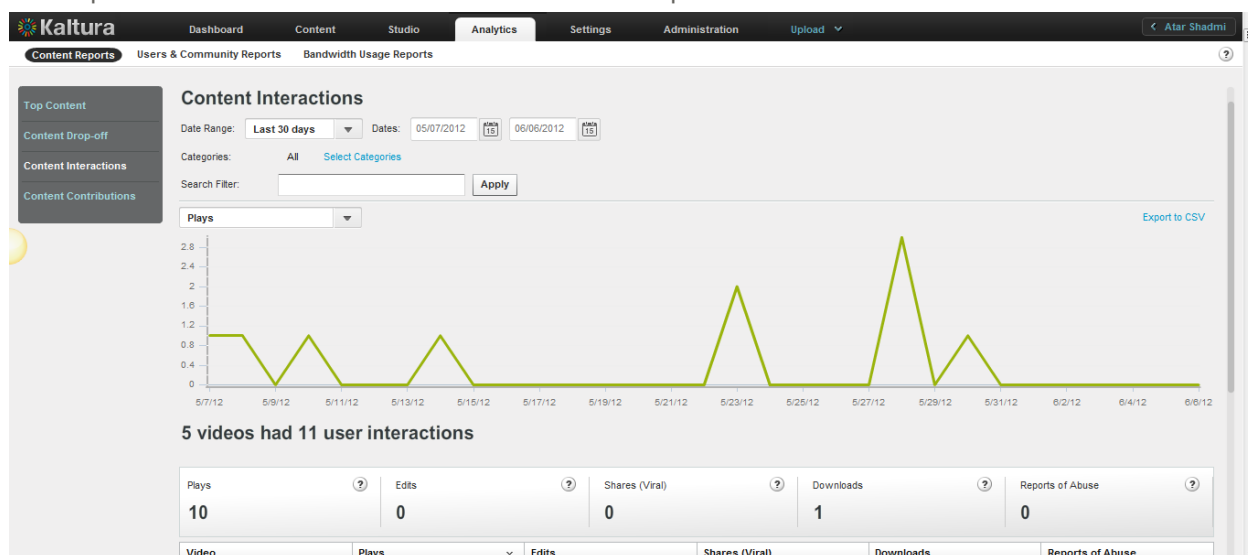 Kaltura Dashboard Content Studio Analytics Settings Administration Upload Atar Shadmi
Content Reports Users & Community Reports Bandwidth Usage Reports ?
Top Content
Content Drop-off
Content Interactions
Content Contributions
Content Interactions
Date Range: Last 30 days Dates: 05/07/2012 15 06/06/2012 15
Categories: All Select Categories
Search Filter: Apply
Plays Export to CSV
2.8
2.4
2
1.6
1.2
0.8
0.4
0
5/7/12 5/9/12 5/11/12 5/13/12 5/15/12 5/17/12 5/19/12 5/21/12 5/23/12 5/25/12 5/27/12 5/29/12 5/31/12 6/2/12 6/4/12 6/6/12
5 videos had 11 user interactions
Plays ? Edits ? Shares (Viral) ? Downloads ? Reports of Abuse ?
10 0 0 1 0
Video Plays Edits Shares (Viral) Downloads Reports of Abuse